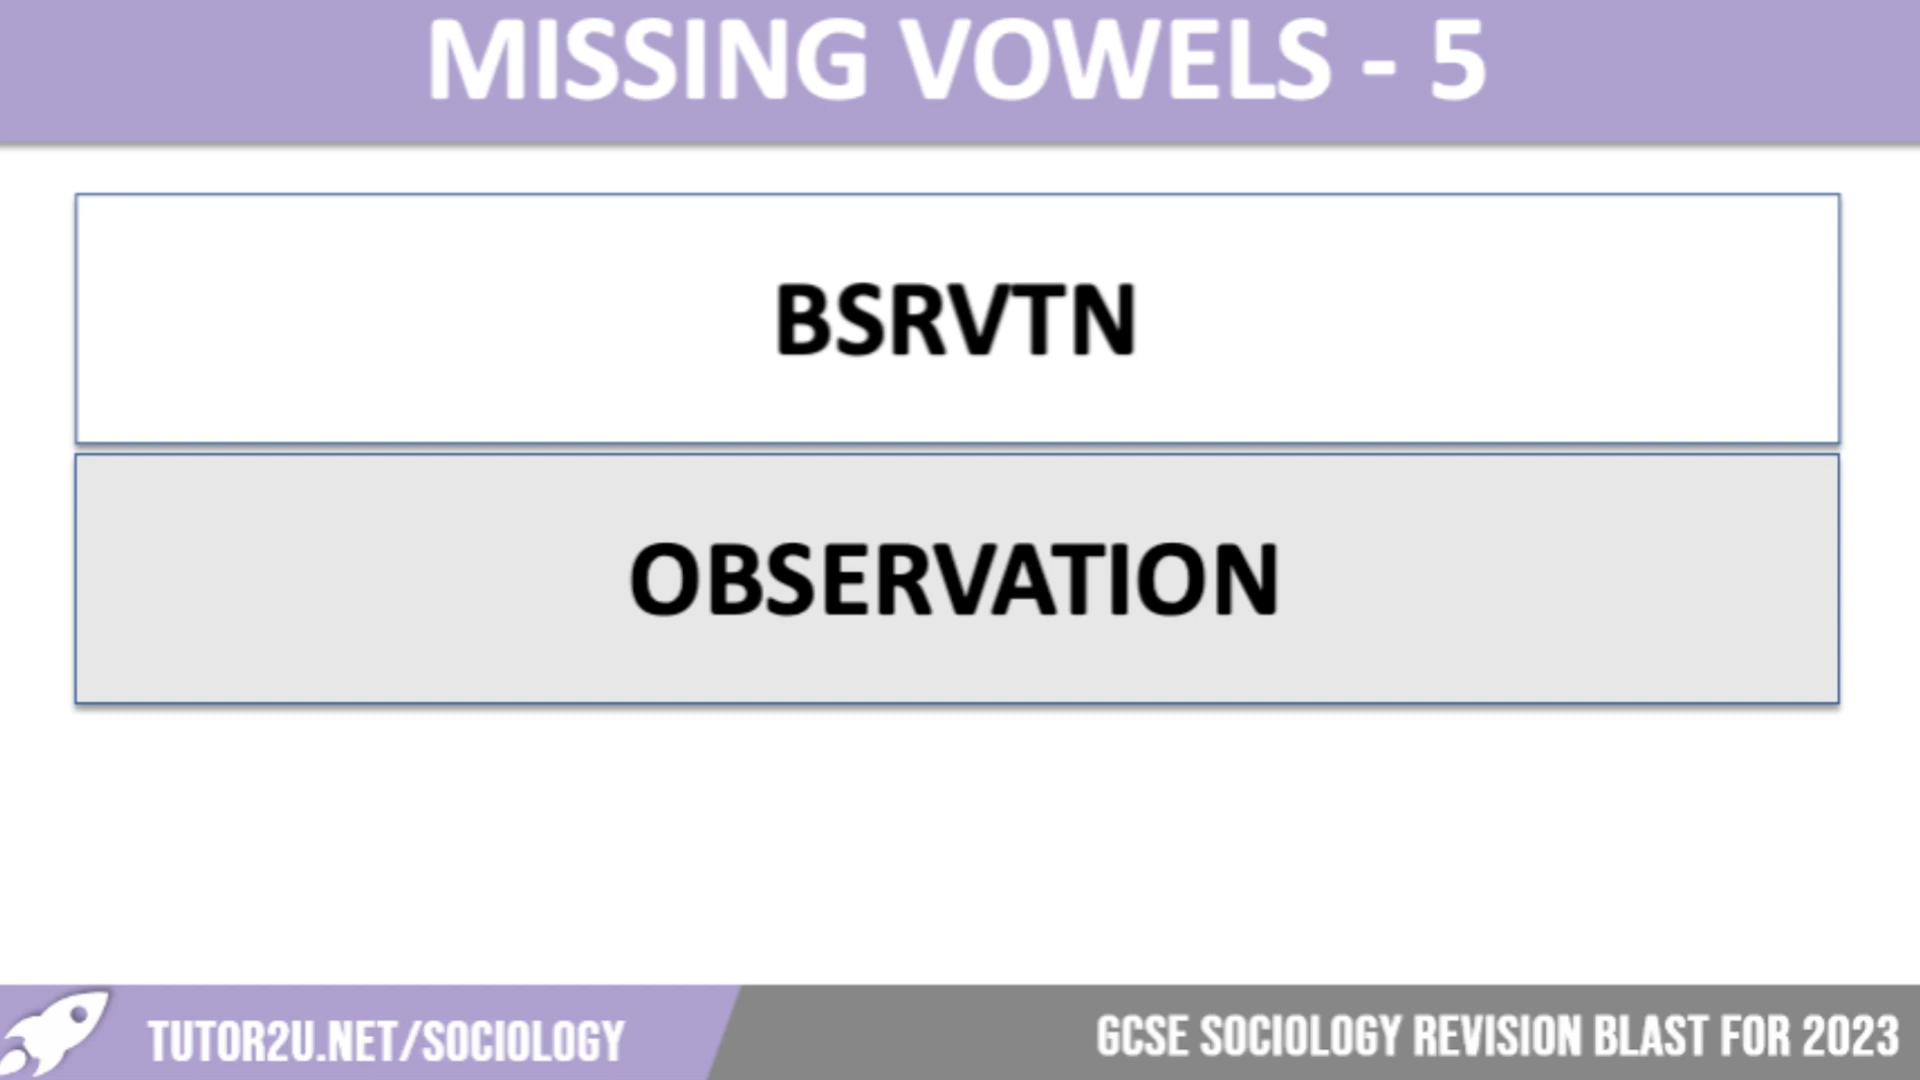 MISSING VOWELS - 5
BSRVTN
OBSERVATION
TUTOR2U.NET/SOCIOLOGY
GCSE SOCIOLOGY REVISION BLAST FOR 2023